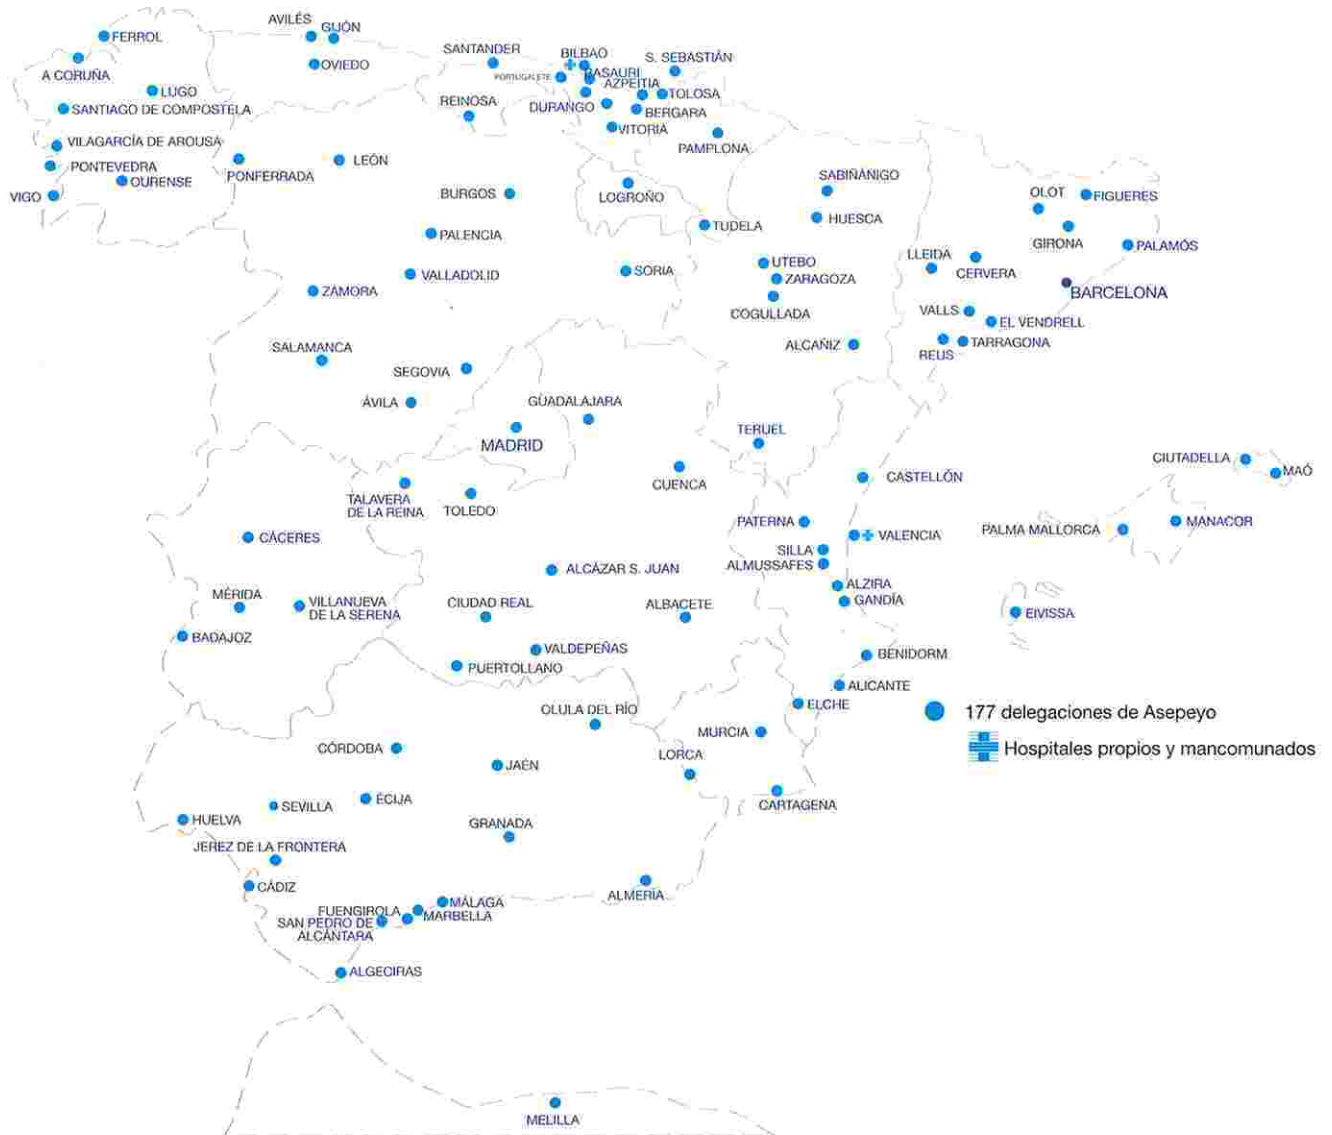 AVILÉS
GIJÓN
FERROL
SANTANDER
BILBAO
S. SEBASTIÁN
A CORUÑA
OVIEDO
PORTUGALETE
BASAURI
AZPEITIA
LUGO
TOLOSA
REINOSA
DURANGO
BERGARA
SANTIAGO DE COMPOSTELA
VITORIA
VILAGARCÍA DE AROUSA
PAMPLONA
PONTEVEDRA
LEÓN
PONFERRADA
SABIÑÁNIGO
OURENSE
VIGO
BURGOS
LOGROÑO
OLOT
FIGUERES
HUESCA
TUDELA
PALENCIA
GIRONA
PALAMÓS
LLEIDA
UTEBO
SORIA
CERVERA
VALLADOLID
ZARAGOZA
ZAMORA
BARCELONA
COGULLADA
VALLS
EL VENDRELL
SALAMANCA
ALCAÑIZ
REUS
TARRAGONA
SEGOVIA
ÁVILA
GUADALAJARA
TERUEL
MADRID
CIUTADELLA
MAÓ
CUENCA
CASTELLÓN
TALAVERA
DE LA REINA
TOLEDO
PATERNA
PALMA MALLORCA
MANACOR
CÁCERES
VALENCIA
SILLA
ALMUSSAFES
ALCÁZAR S. JUAN
ALZIRA
MÉRIDA
VILLANUEVA
DE LA SERENA
CIUDAD REAL
ALBACETE
GANDÍA
EIVISSA
BADAJOZ
VALDEPEÑAS
BENIDORM
PUERTOLLANO
ALICANTE
OLULA DEL RÍO
ELCHE
177 delegaciones de Asepeyo
MURCIA
CÓRDOBA
LORCA
Hospitales propios y mancomunados
JAÉN
SEVILLA
ÉCIJA
CARTAGENA
HUELVA
GRANADA
JEREZ DE LA FRONTERA
CÁDIZ
ALMERÍA
MÁLAGA
FUENGIROLA
MARBELLA
SAN PEDRO DE
ALCÁNTARA
ALGECIRAS
MELILLA